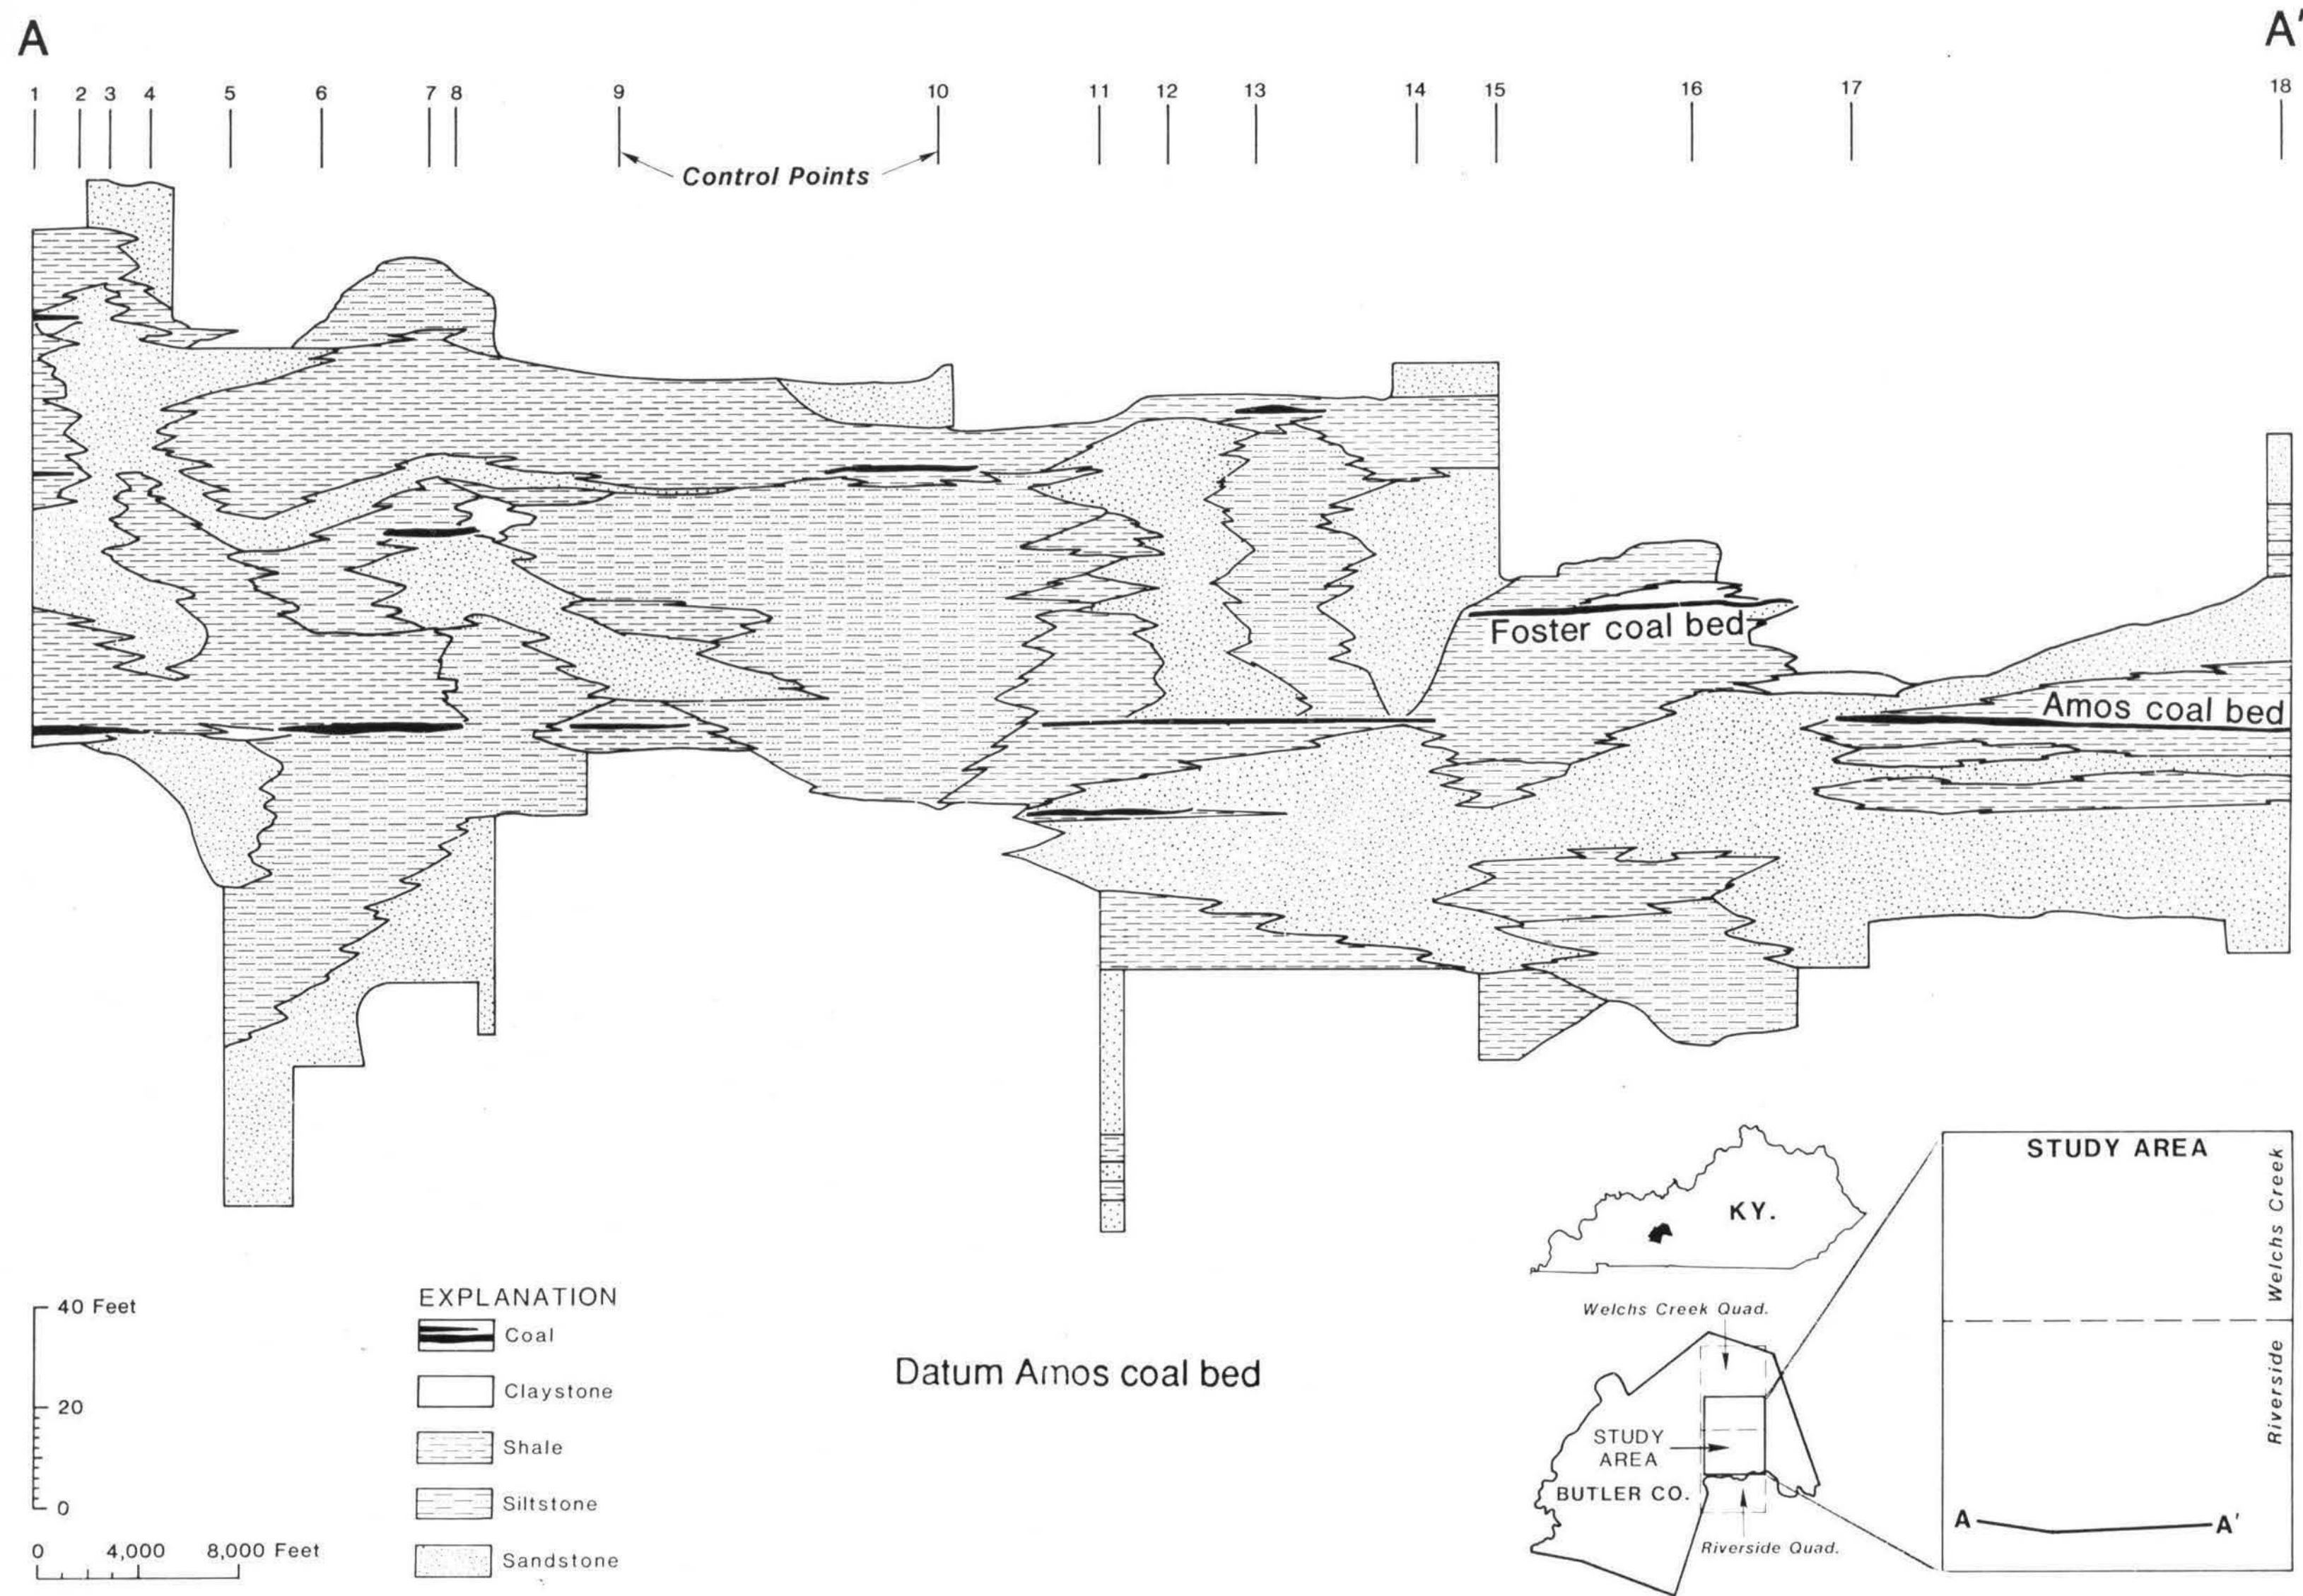 A
A'
1 2 3 4 5 6 7 8 9 10 11 12 13 14 15 16 17 18
Control Points
Foster coal bed
Amos coal bed
40 Feet
20
0
0 4,000 8,000 Feet
EXPLANATION
Coal
Claystone
Shale
Siltstone
Sandstone
Datum Amos coal bed
KY.
Welchs Creek Quad.
STUDY
AREA
BUTLER CO.
Riverside Quad.
STUDY AREA
Welchs Creek
Riverside
A
A'